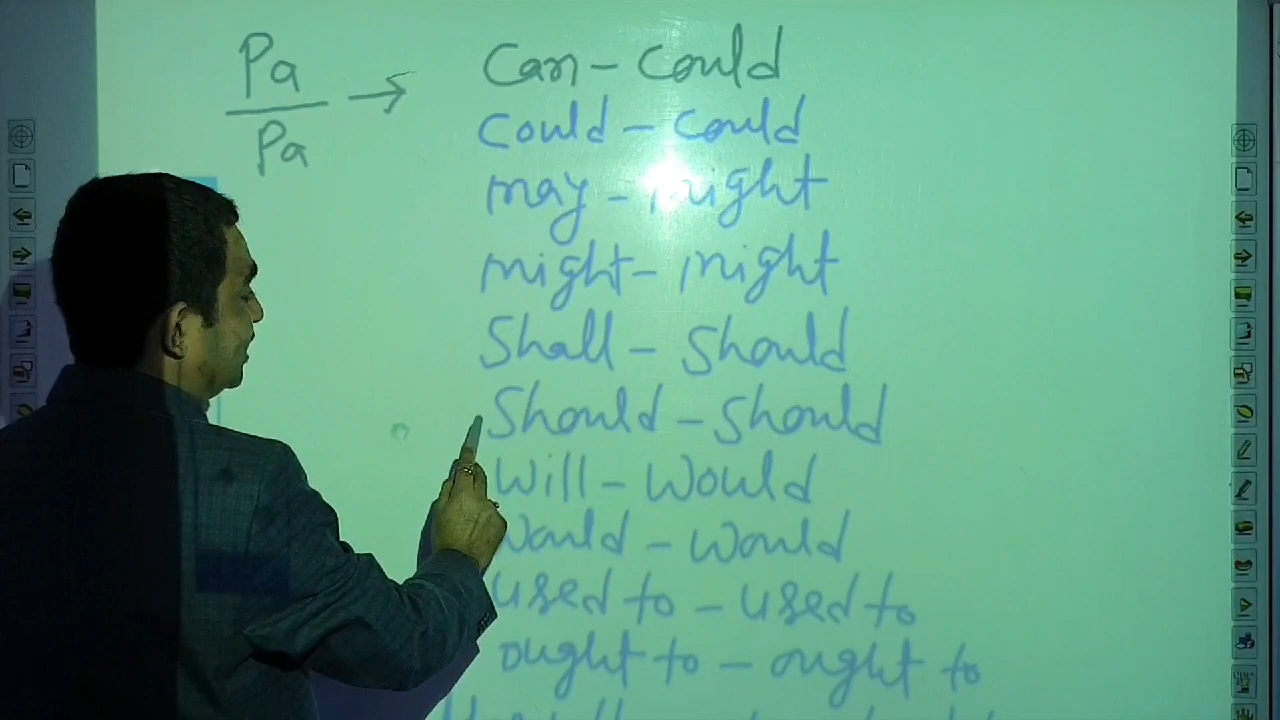 Pa
Pa → Can – Could
Could – Could
may – might
might – might
Shall – Should
Should – Should
Will – Would
Would – Would
used to – used to
ought to – ought to